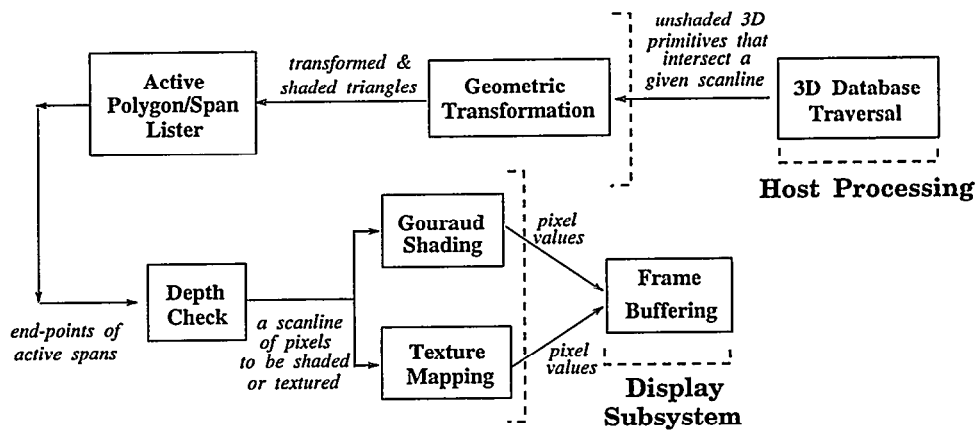 unshaded 3D
primitives that
intersect a
given scanline
3D Database
Traversal
Host Processing
Geometric
Transformation
transformed &
shaded triangles
Active
Polygon/Span
Lister
end-points of
active spans
Depth
Check
a scanline
of pixels
to be shaded
or textured
Gouraud
Shading
Texture
Mapping
pixel
values
pixel
values
Frame
Buffering
Display
Subsystem